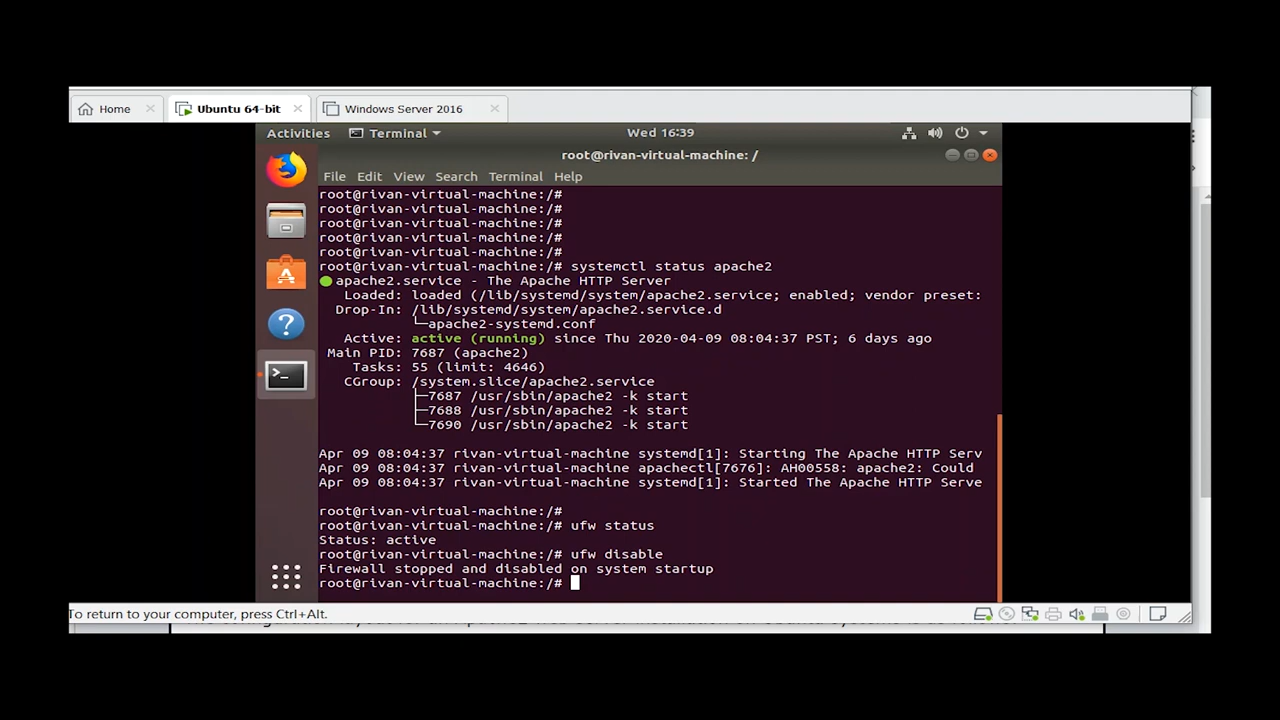 Home
Ubuntu 64-bit
Windows Server 2016
Activities
Terminal
Wed 16:39
root@rivan-virtual-machine: /
File Edit View Search Terminal Help
root@rivan-virtual-machine:/#
root@rivan-virtual-machine:/#
root@rivan-virtual-machine:/#
root@rivan-virtual-machine:/#
root@rivan-virtual-machine:/#
root@rivan-virtual-machine:/# systemctl status apache2
apache2.service - The Apache HTTP Server
Loaded: loaded (/lib/systemd/system/apache2.service; enabled; vendor preset:
Drop-In: /lib/systemd/system/apache2.service.d
└─apache2-systemd.conf
Active: active (running) since Thu 2020-04-09 08:04:37 PST; 6 days ago
Main PID: 7687 (apache2)
Tasks: 55 (limit: 4646)
CGroup: /system.slice/apache2.service
├─7687 /usr/sbin/apache2 -k start
├─7688 /usr/sbin/apache2 -k start
└─7690 /usr/sbin/apache2 -k start
Apr 09 08:04:37 rivan-virtual-machine systemd[1]: Starting The Apache HTTP Serv
Apr 09 08:04:37 rivan-virtual-machine apachectl[7676]: AH00558: apache2: Could
Apr 09 08:04:37 rivan-virtual-machine systemd[1]: Started The Apache HTTP Serve
root@rivan-virtual-machine:/#
root@rivan-virtual-machine:/# ufw status
Status: active
root@rivan-virtual-machine:/# ufw disable
Firewall stopped and disabled on system startup
root@rivan-virtual-machine:/#
To return to your computer, press Ctrl+Alt.